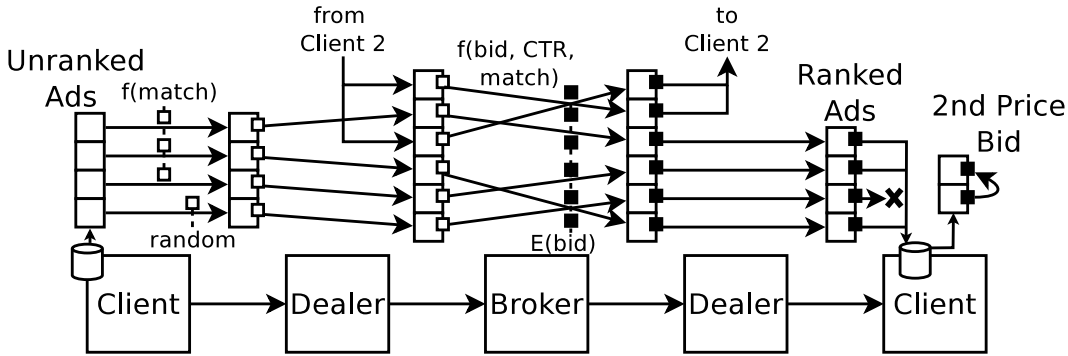 from
Client 2
to
Client 2
Unranked
Ads
f(match)
f(bid, CTR,
match)
Ranked
Ads
2nd Price
Bid
random
E(bid)
Client
Dealer
Broker
Dealer
Client